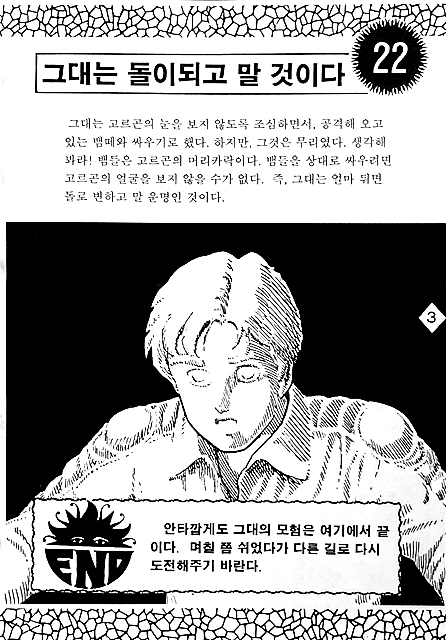 22
그대는 돌이되고 말 것이다
그대는 고르곤의 눈을 보지 않도록 조심하면서, 공격해 오고
있는 뱀떼와 싸우기로 했다. 하지만, 그것은 무리였다. 생각해
봐라! 뱀들은 고르곤의 머리카락이다. 뱀들을 상대로 싸우려면
고르곤의 얼굴을 보지 않을 수가 없다. 즉, 그대는 얼마 뒤면
돌로 변하고 말 운명인 것이다.
3
END
안타깝게도 그대의 모험은 여기에서 끝
이다. 며칠 쯤 쉬었다가 다른 길로 다시
도전해주기 바란다.